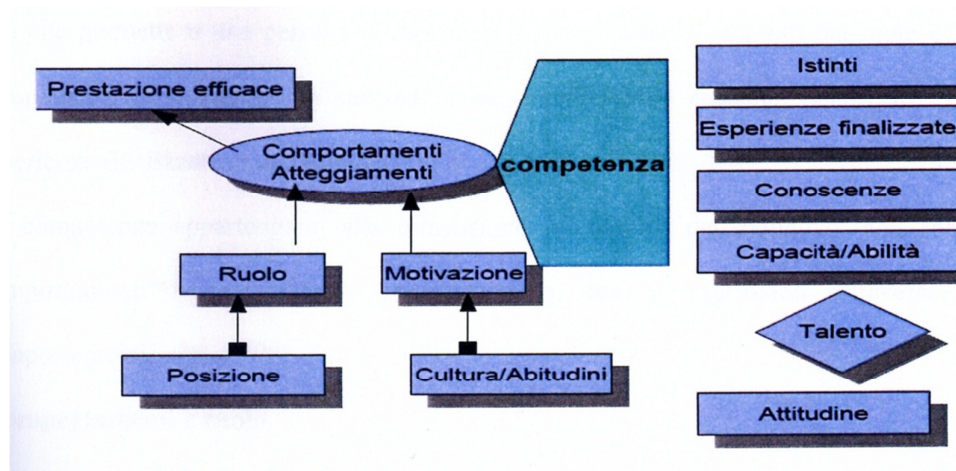 Prestazione efficace
Comportamenti
Atteggiamenti
competenza
Ruolo
Motivazione
Posizione
Cultura/Abitudini
Istinti
Esperienze finalizzate
Conoscenze
Capacità/Abilità
Talento
Attitudine